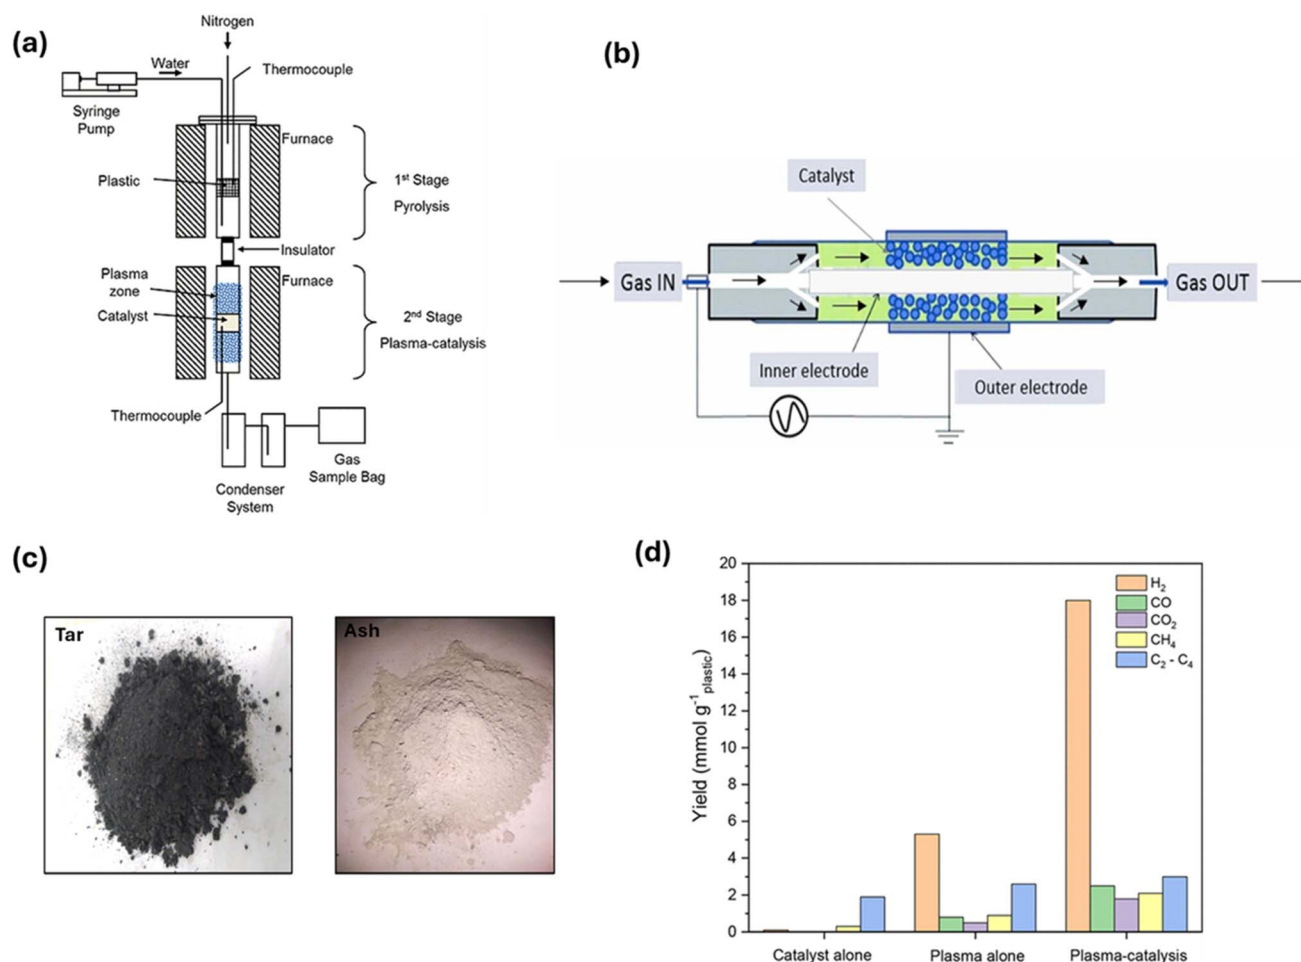 (a)
Nitrogen
Water
Thermocouple
Syringe
Pump
Furnace
Plastic
1st Stage
Pyrolysis
Insulator
Plasma
zone
Furnace
Catalyst
2nd Stage
Plasma-catalysis
Thermocouple
Gas
Sample Bag
Condenser
System
(b)
Catalyst
Gas IN
Gas OUT
Inner electrode
Outer electrode
(c)
Tar
Ash
(d)
Yield (mmol g-1plastic)
20
18
16
14
12
10
8
6
4
2
0
H2
CO
CO2
CH4
C2 - C4
Catalyst alone
Plasma alone
Plasma-catalysis